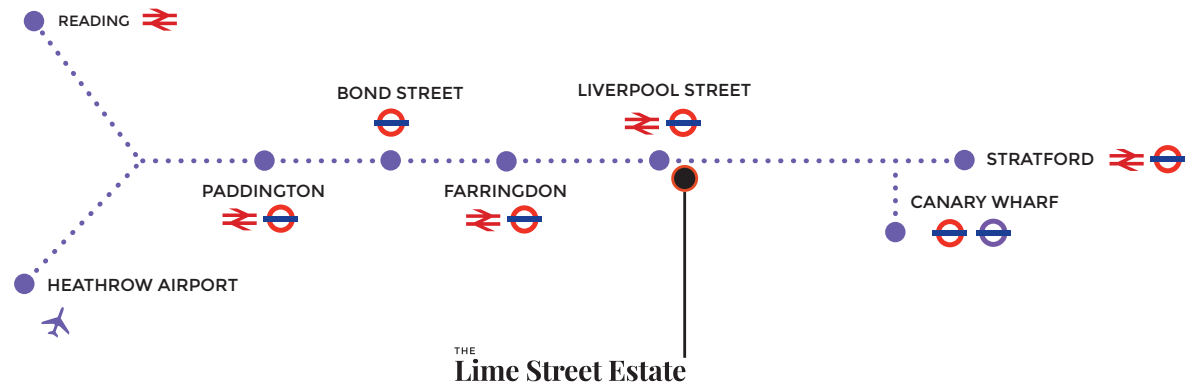 READING
BOND STREET
LIVERPOOL STREET
STRATFORD
PADDINGTON
FARRINGDON
CANARY WHARF
HEATHROW AIRPORT
THE
Lime Street Estate